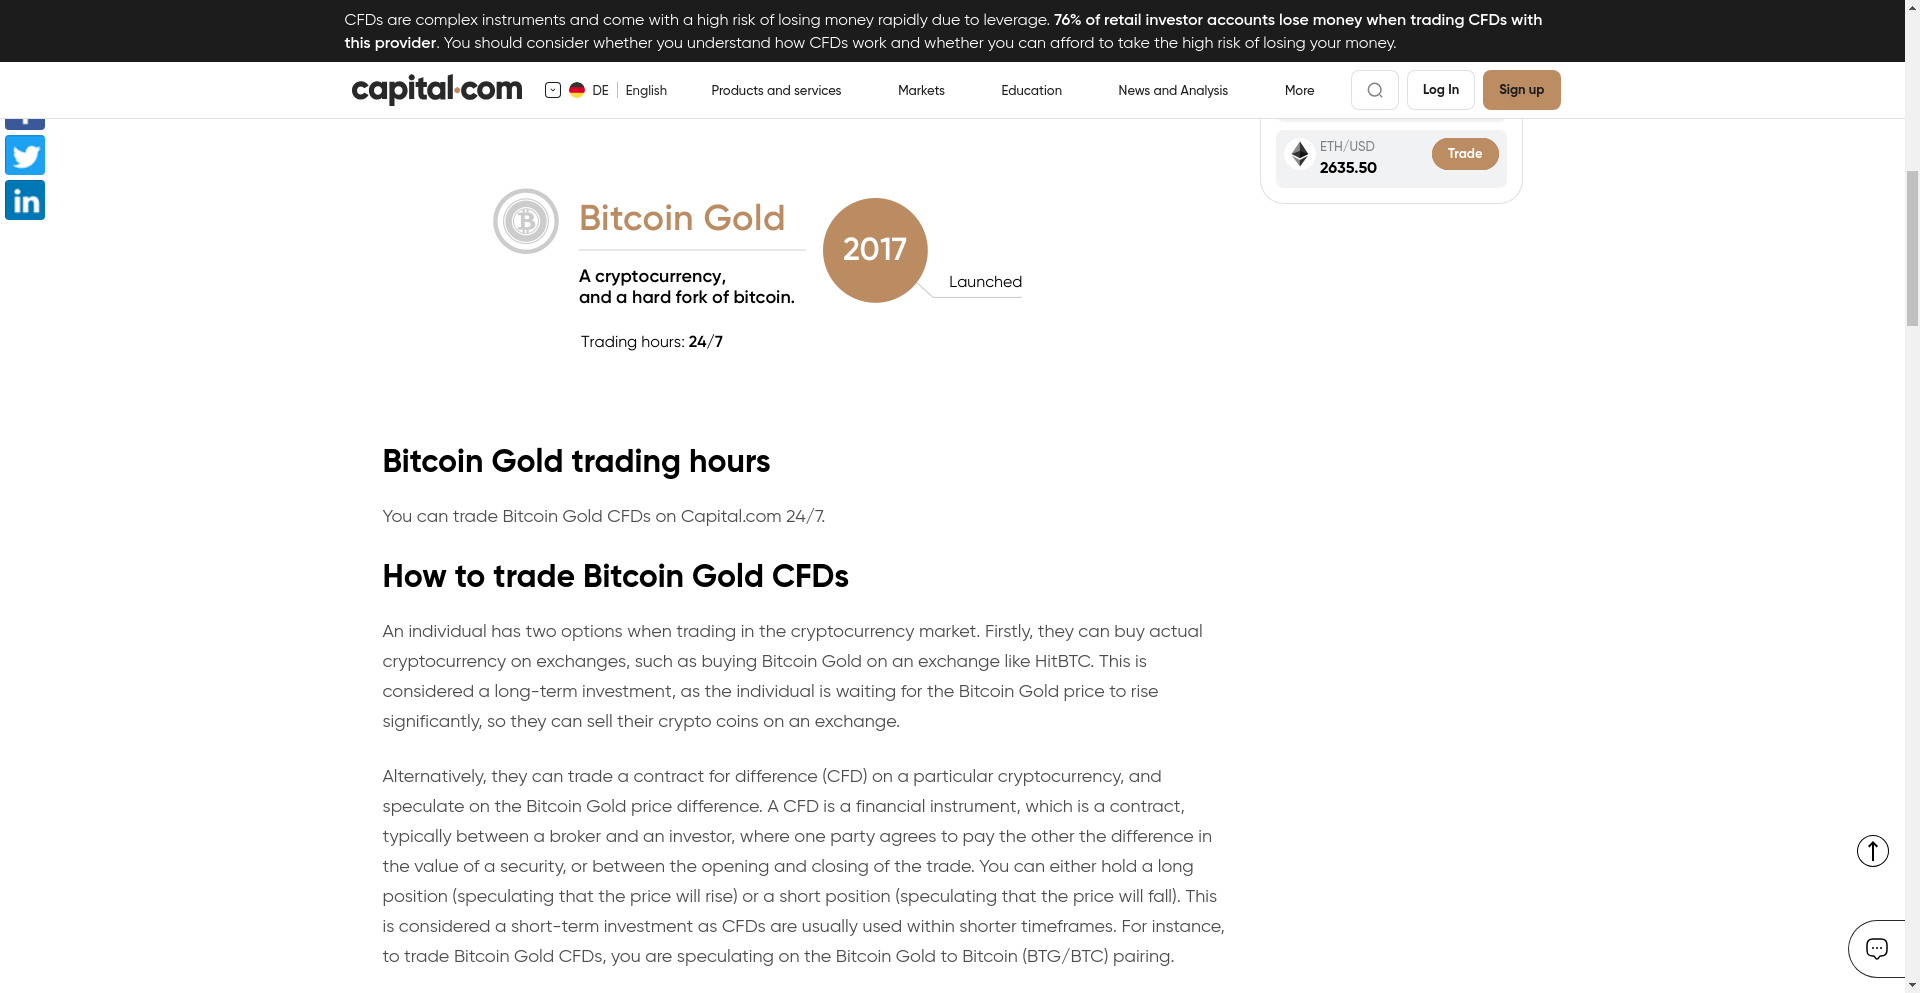 CFDs are complex instruments and come with a high risk of losing money rapidly due to leverage. 76% of retail investor accounts lose money when trading CFDs with
this provider. You should consider whether you understand how CFDs work and whether you can afford to take the high risk of losing your money.
capital.com
DE
English
Products and services
Markets
Education
News and Analysis
More
Log In
Sign up
ETH/USD
2635.50
Trade
Bitcoin Gold
2017
Launched
A cryptocurrency,
and a hard fork of bitcoin.
Trading hours: 24/7
Bitcoin Gold trading hours
You can trade Bitcoin Gold CFDs on Capital.com 24/7.
How to trade Bitcoin Gold CFDs
An individual has two options when trading in the cryptocurrency market. Firstly, they can buy actual
cryptocurrency on exchanges, such as buying Bitcoin Gold on an exchange like HitBTC. This is
considered a long-term investment, as the individual is waiting for the Bitcoin Gold price to rise
significantly, so they can sell their crypto coins on an exchange.
Alternatively, they can trade a contract for difference (CFD) on a particular cryptocurrency, and
speculate on the Bitcoin Gold price difference. A CFD is a financial instrument, which is a contract,
typically between a broker and an investor, where one party agrees to pay the other the difference in
the value of a security, or between the opening and closing of the trade. You can either hold a long
position (speculating that the price will rise) or a short position (speculating that the price will fall). This
is considered a short-term investment as CFDs are usually used within shorter timeframes. For instance,
to trade Bitcoin Gold CFDs, you are speculating on the Bitcoin Gold to Bitcoin (BTG/BTC) pairing.